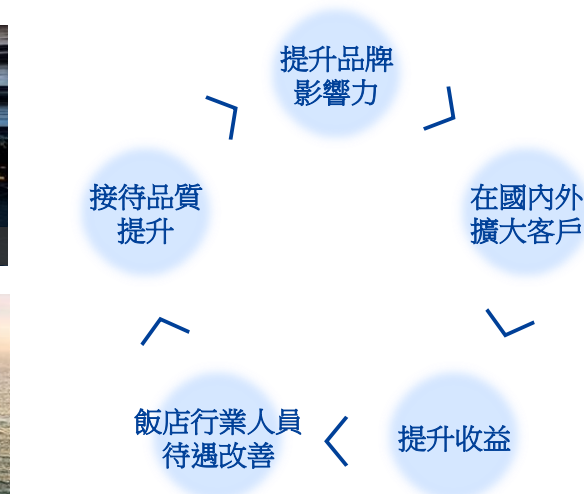 提升品牌
影響力
在國內外
擴大客戶
提升收益
飯店行業人員
待遇改善
接待品質
提升